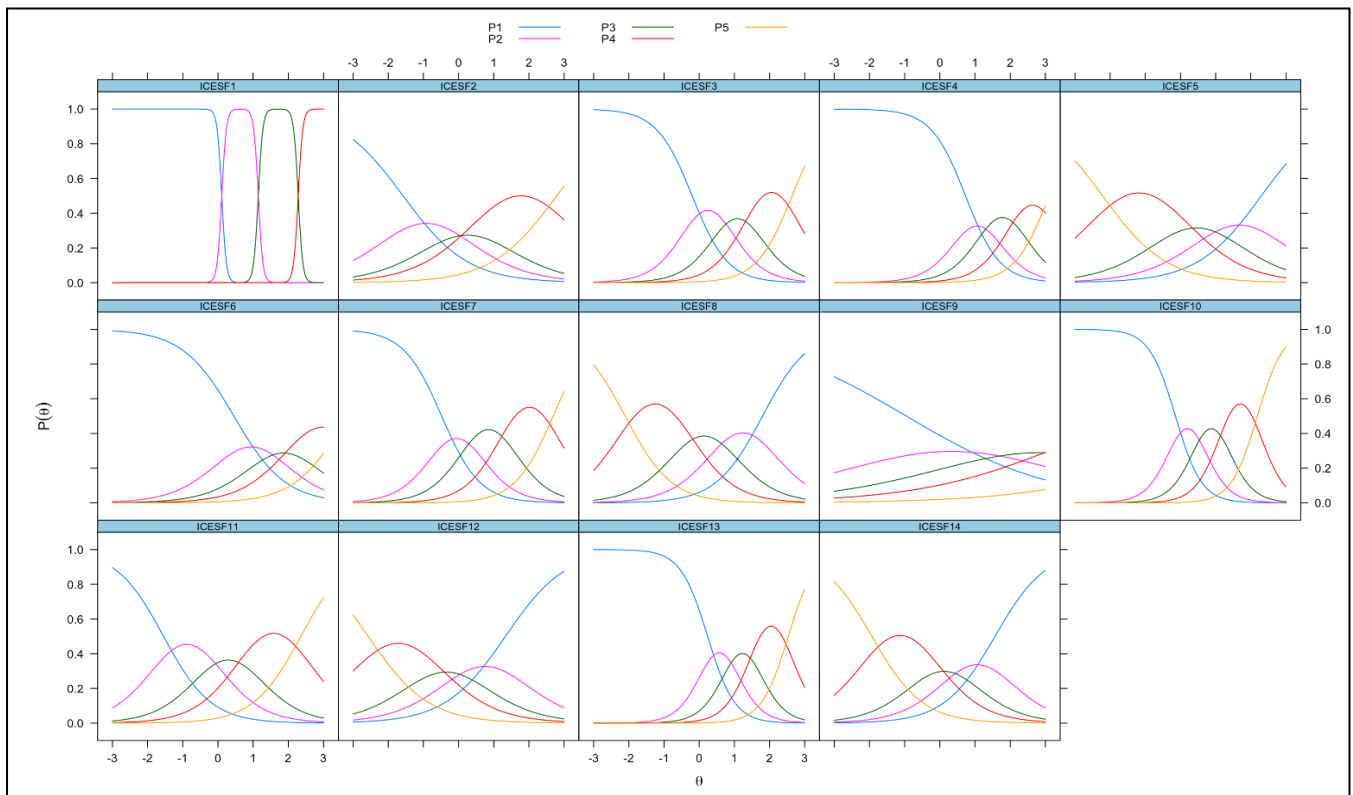 P1 P3 P5
P2 P4
-3 -2 -1 0 1 2 3 -3 -2 -1 0 1 2 3
ICESF1 ICESF2 ICESF3 ICESF4 ICESF5
1.0
0.8
0.6
0.4
0.2
0.0
ICESF6 ICESF7 ICESF8 ICESF9 ICESF10
1.0
0.8
0.6
0.4
0.2
0.0
P(θ)
ICESF11 ICESF12 ICESF13 ICESF14
1.0
0.8
0.6
0.4
0.2
0.0
-3 -2 -1 0 1 2 3 -3 -2 -1 0 1 2 3
θ